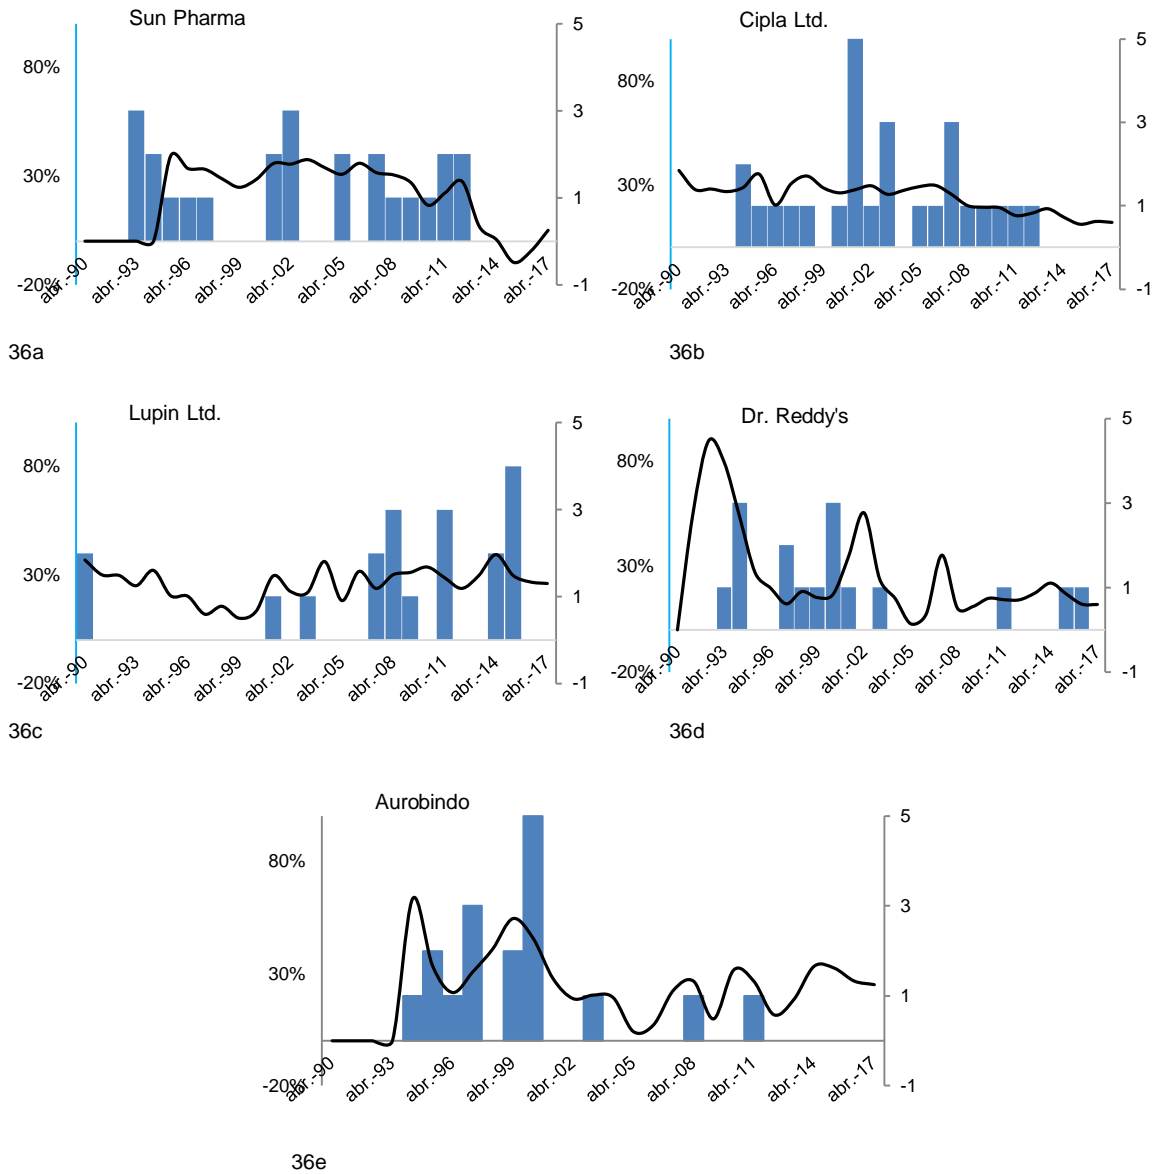 Sun Pharma
5
3
1
-1
80%
30%
-20%
abr.-90
abr.-93
abr.-96
abr.-99
abr.-02
abr.-05
abr.-08
abr.-11
abr.-14
abr.-17
36a
Cipla Ltd.
5
3
1
-1
80%
30%
-20%
abr.-90
abr.-93
abr.-96
abr.-99
abr.-02
abr.-05
abr.-08
abr.-11
abr.-14
abr.-17
36b
Lupin Ltd.
5
3
1
-1
80%
30%
-20%
abr.-90
abr.-93
abr.-96
abr.-99
abr.-02
abr.-05
abr.-08
abr.-11
abr.-14
abr.-17
36c
Dr. Reddy's
5
3
1
-1
80%
30%
-20%
abr.-90
abr.-93
abr.-96
abr.-99
abr.-02
abr.-05
abr.-08
abr.-11
abr.-14
abr.-17
36d
Aurobindo
5
3
1
-1
80%
30%
-20%
abr.-90
abr.-93
abr.-96
abr.-99
abr.-02
abr.-05
abr.-08
abr.-11
abr.-14
abr.-17
36e